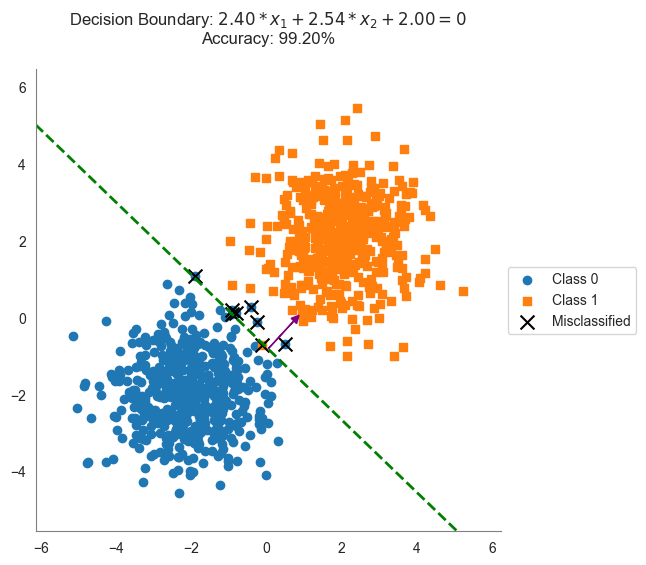 Decision Boundary: 2.40 * x₁ + 2.54 * x₂ + 2.00 = 0
Accuracy: 99.20%
6
4
2
0
−2
−4
−6
−4
−2
0
2
4
6
Class 0
Class 1
Misclassified